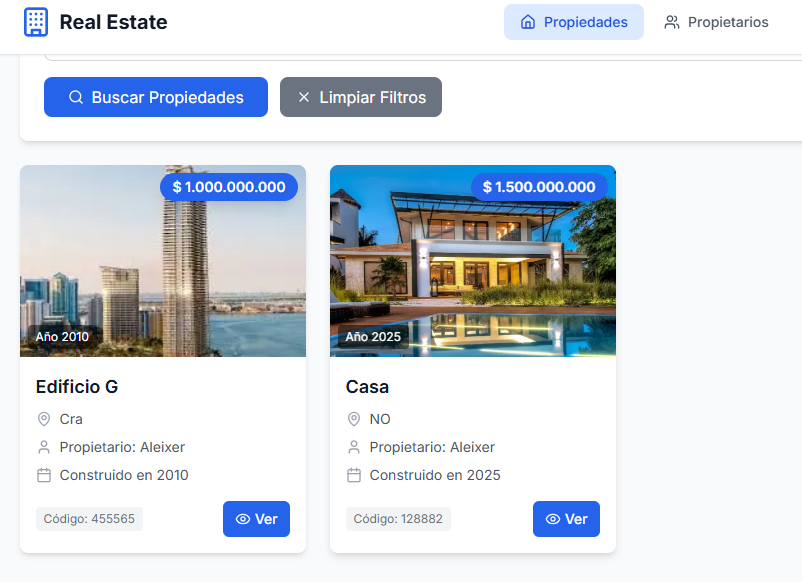 Real Estate
Propiedades
Propietarios
Buscar Propiedades
Limpiar Filtros
$ 1.000.000.000
Año 2010
Edificio G
Cra
Propietario: Aleixer
Construido en 2010
Código: 455565
Ver
$ 1.500.000.000
Año 2025
Casa
NO
Propietario: Aleixer
Construido en 2025
Código: 128882
Ver